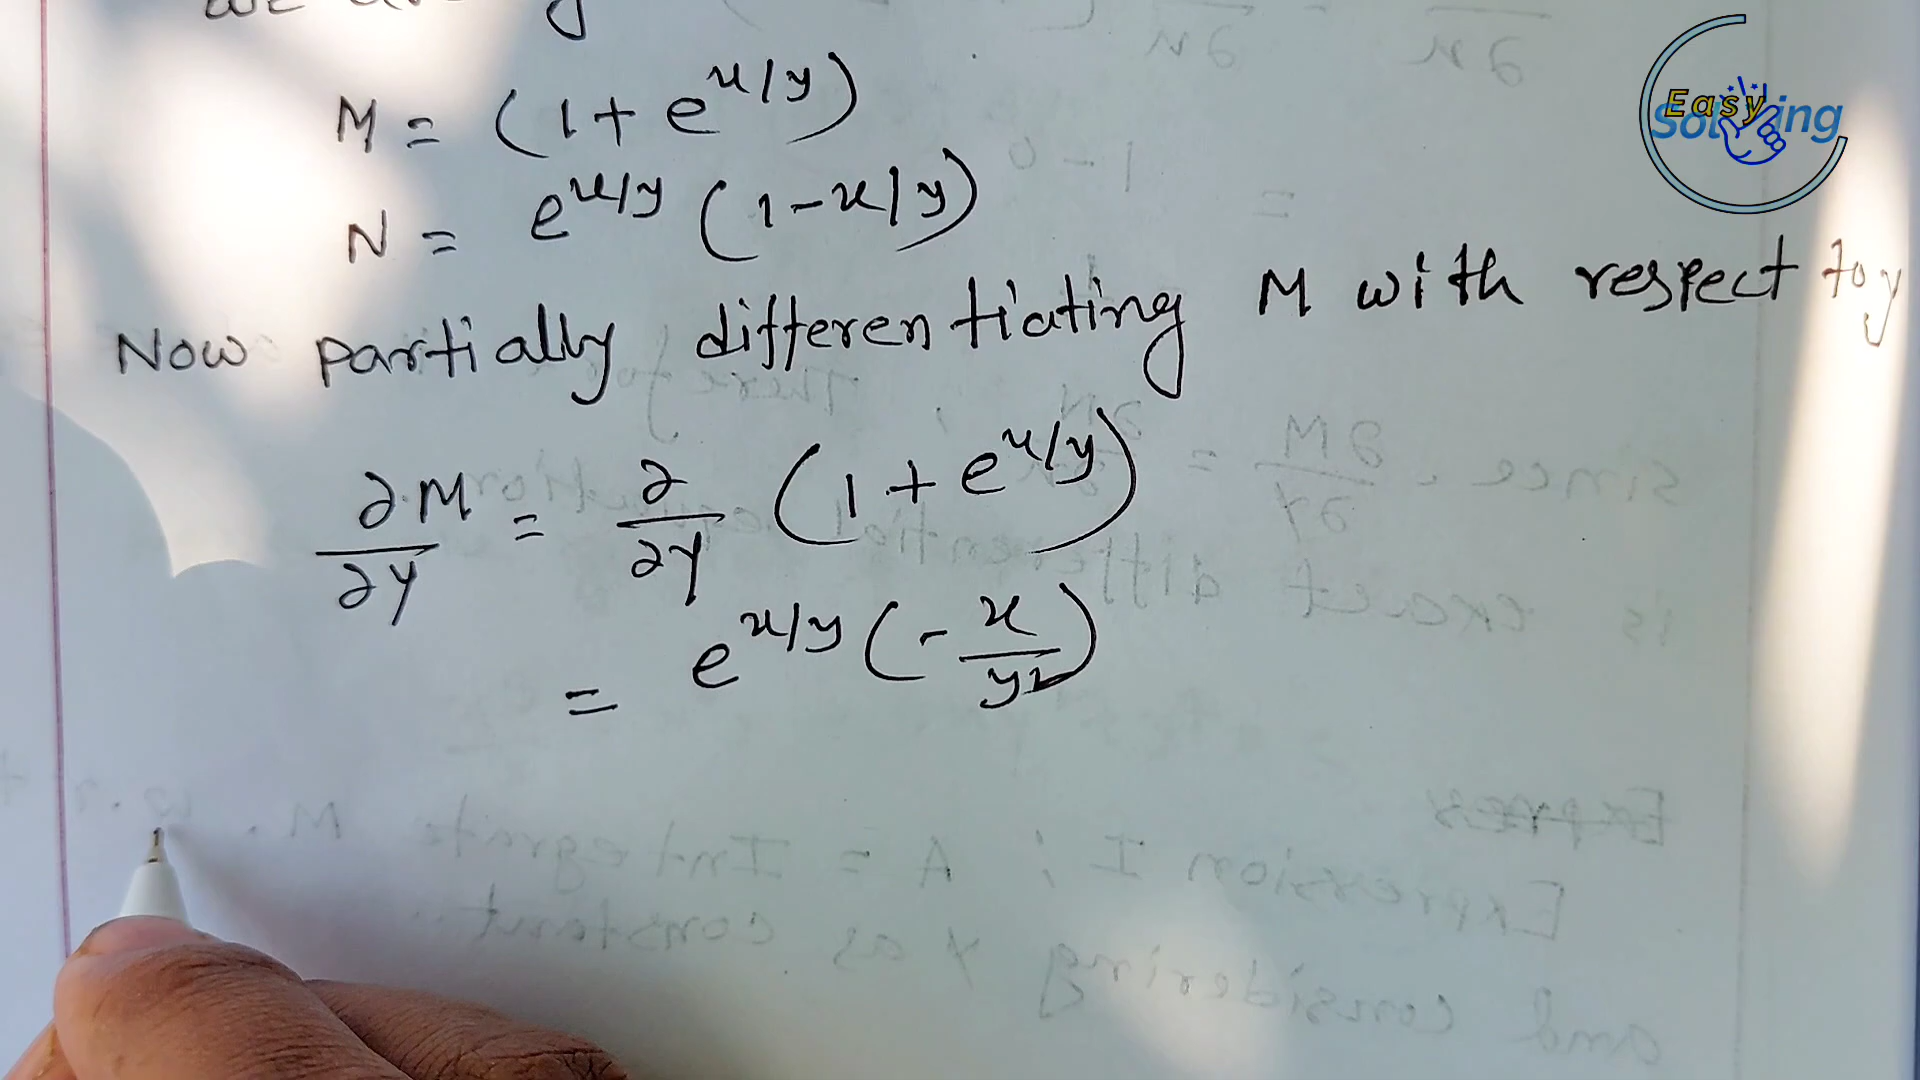 M = (1 + e^x/y)
N = e^x/y (1 - x/y)
Now partially differentiating M with respect to y
∂M/∂y = ∂/∂y (1 + e^x/y)
= e^x/y (- x/y²)
Easy Solving